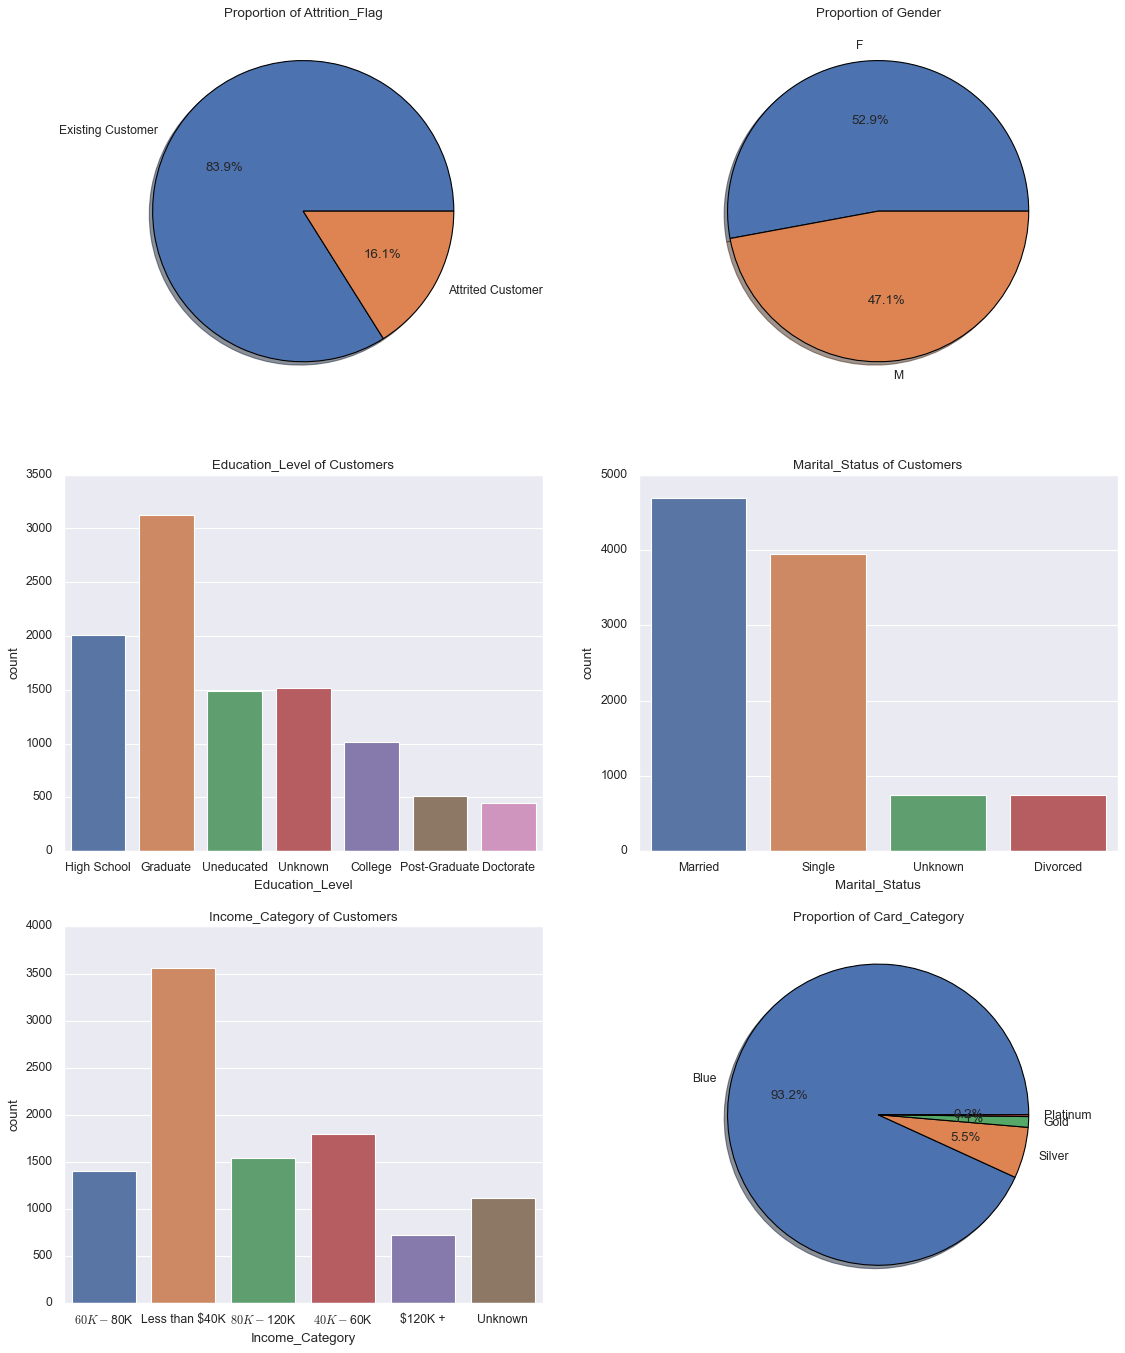 Proportion of Attrition_Flag
Existing Customer
83.9%
16.1%
Attrited Customer
Proportion of Gender
F
52.9%
47.1%
M
Education_Level of Customers
3500
3000
2500
2000
1500
1000
500
0
count
High School Graduate Uneducated Unknown College Post-Graduate Doctorate
Education_Level
Marital_Status of Customers
5000
4000
3000
2000
1000
0
count
Married Single Unknown Divorced
Marital_Status
Income_Category of Customers
4000
3500
3000
2500
2000
1500
1000
500
0
count
60K − 80K Less than $40K 80K − 120K 40K − 60K $120K + Unknown
Income_Category
Proportion of Card_Category
Blue
93.2%
Platinum
Gold
5.5%
Silver